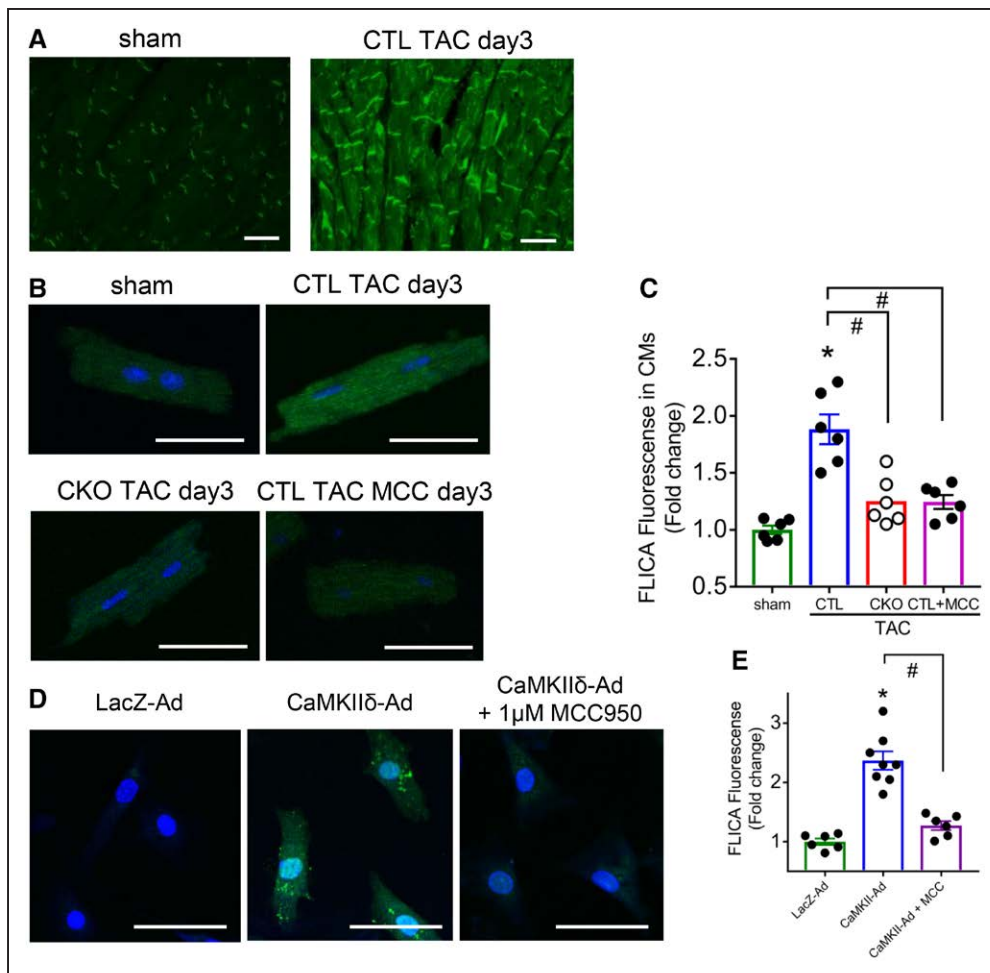 A
sham
CTL TAC day3
B
sham
CTL TAC day3
CKO TAC day3
CTL TAC MCC day3
C
FLICA Fluorescense in CMs
(Fold change)
2.5
2.0
1.5
1.0
0.5
*
#
#
sham
CTL
CKO
CTL+MCC
TAC
D
LacZ-Ad
CaMKIIδ-Ad
CaMKIIδ-Ad
+ 1μM MCC950
E
FLICA Fluorescense
(Fold change)
3
2
1
*
#
LacZ-Ad
CaMKII-Ad
CaMKII-Ad + MCC